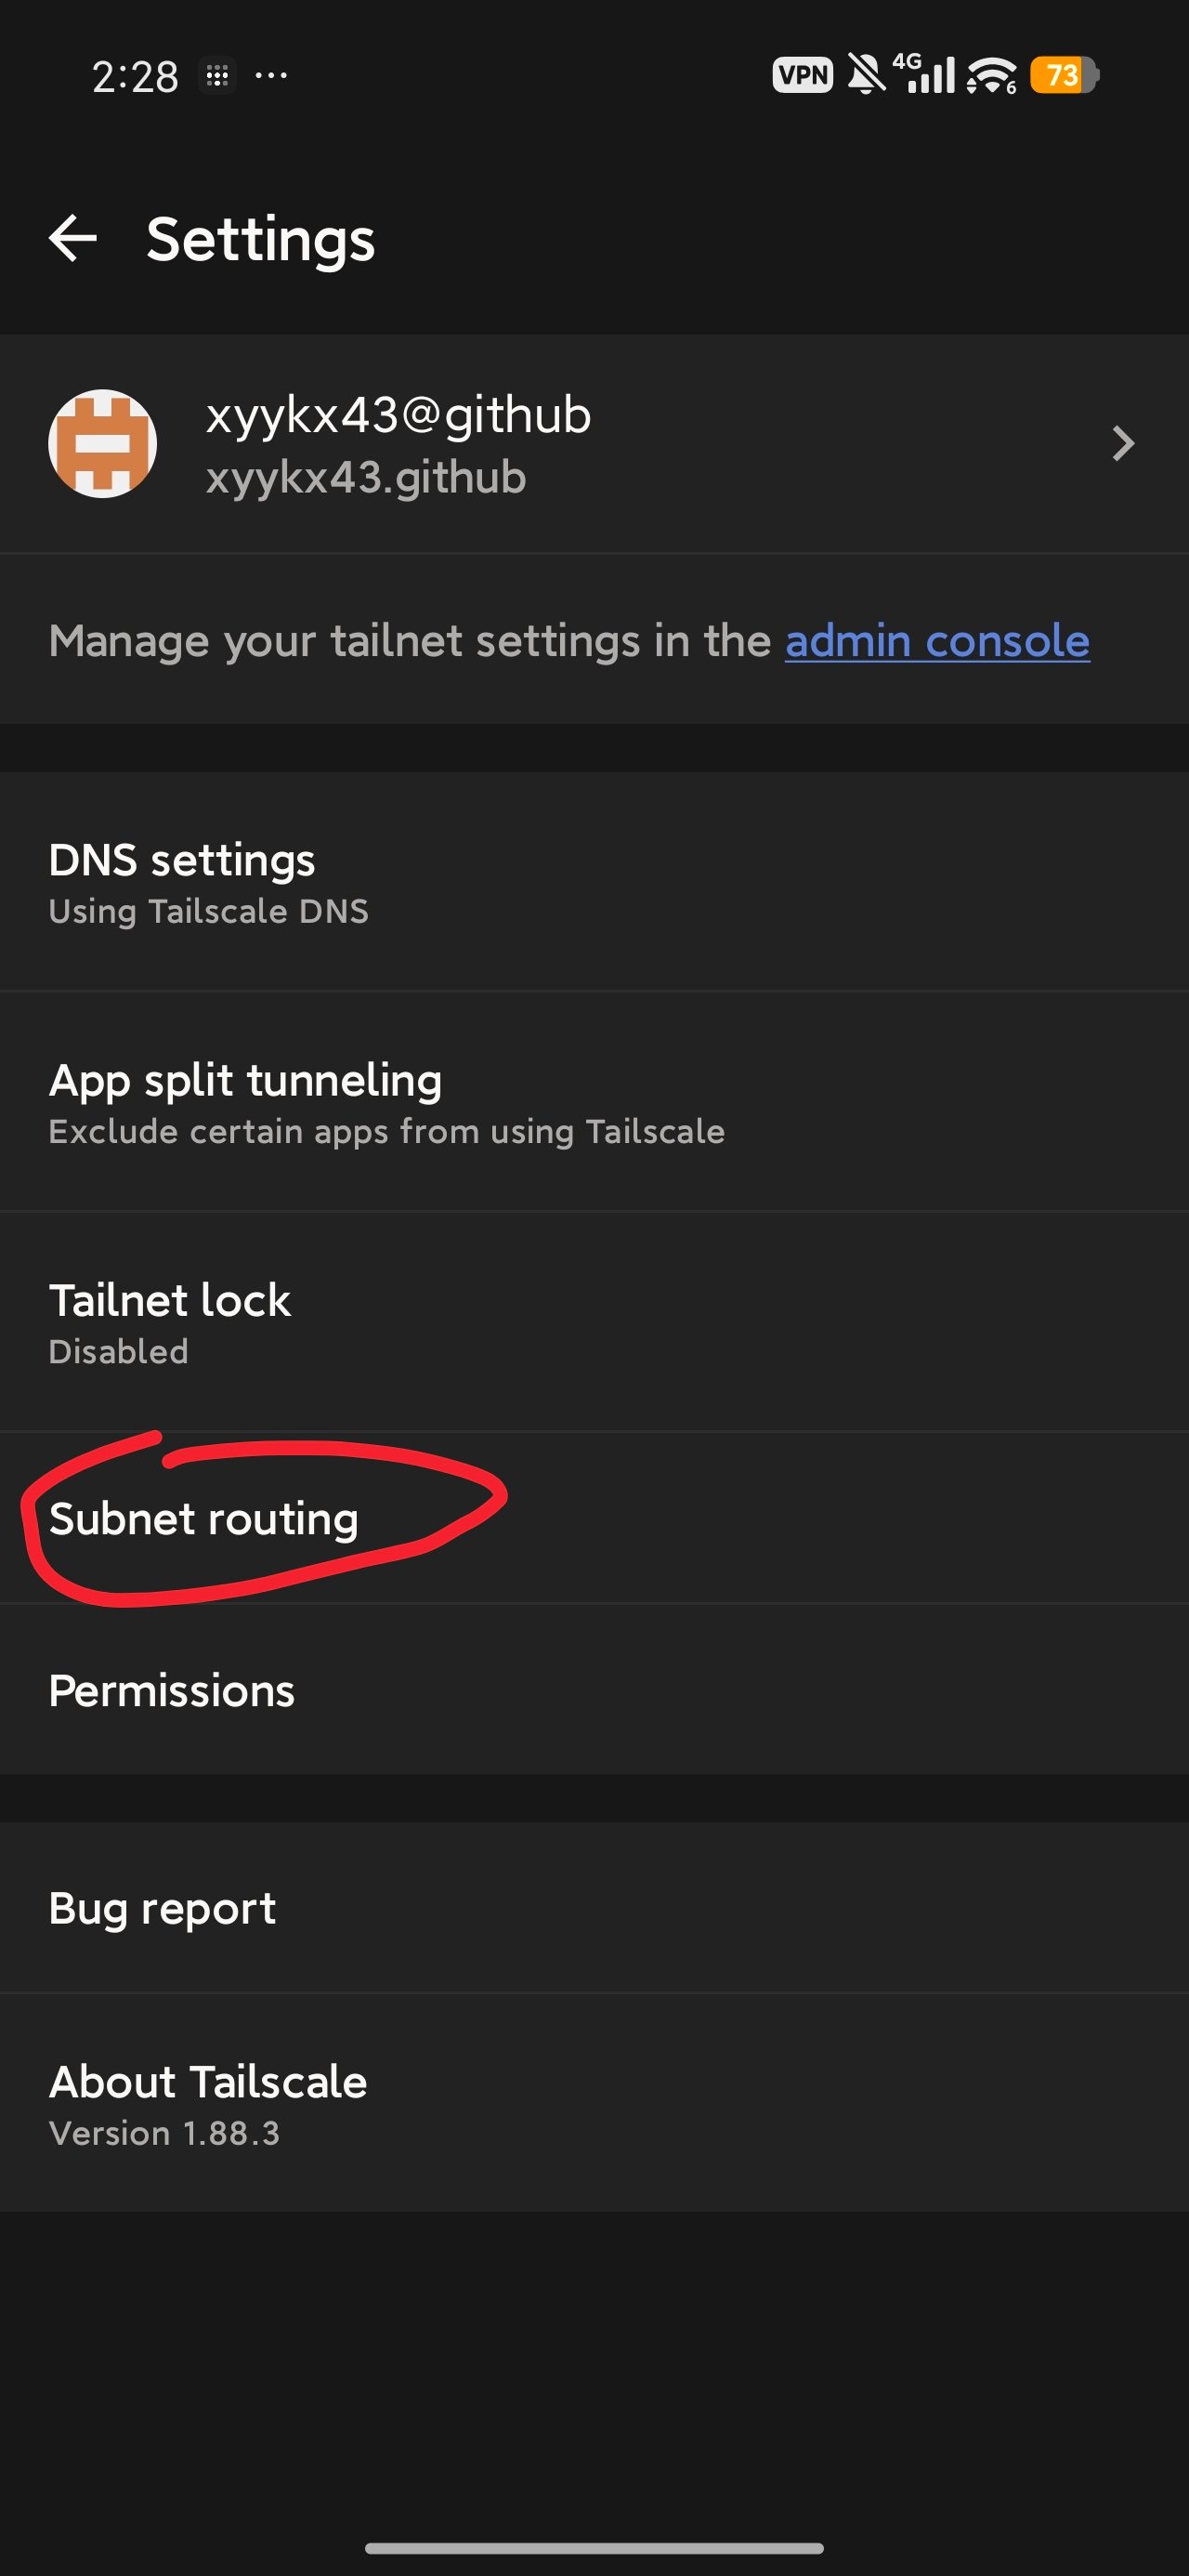 2:28 ...
VPN 4G 6 73
Settings
xyykx43@github
xyykx43.github
Manage your tailnet settings in the admin console
DNS settings
Using Tailscale DNS
App split tunneling
Exclude certain apps from using Tailscale
Tailnet lock
Disabled
Subnet routing
Permissions
Bug report
About Tailscale
Version 1.88.3